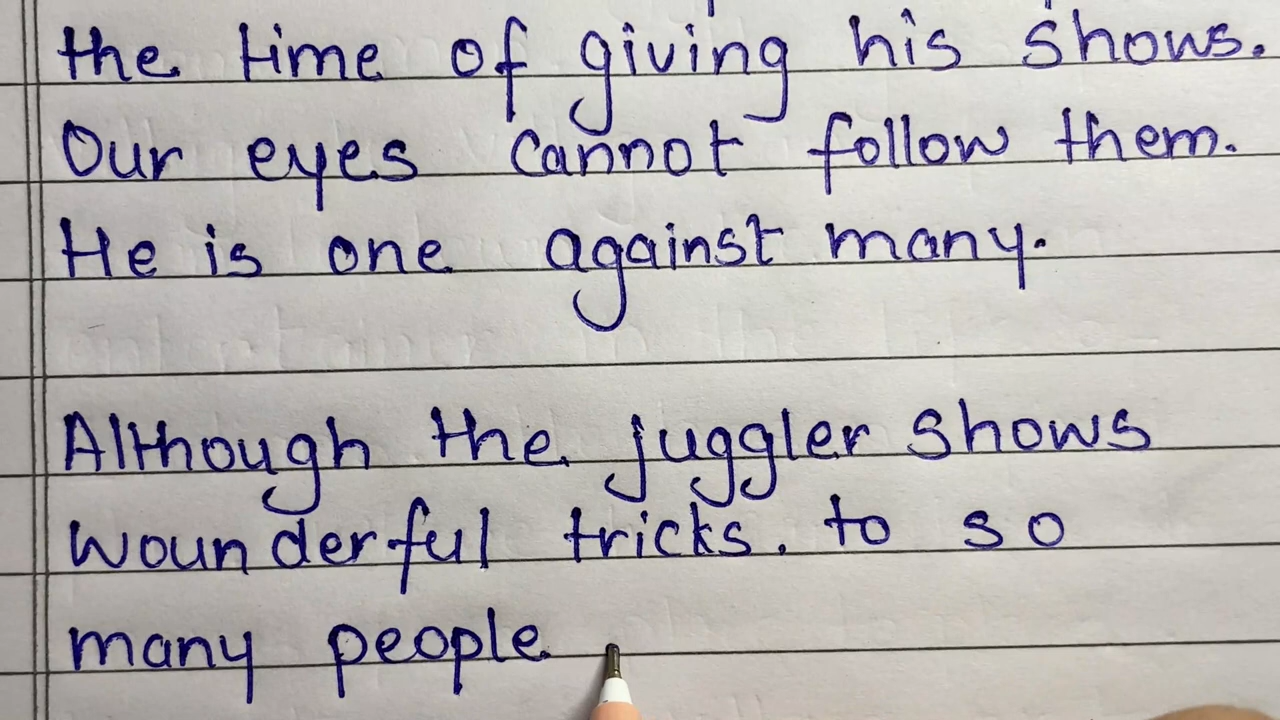 the time of giving his shows.
Our eyes cannot follow them.
He is one against many.
Although the juggler shows
wounderful tricks. to so
many people